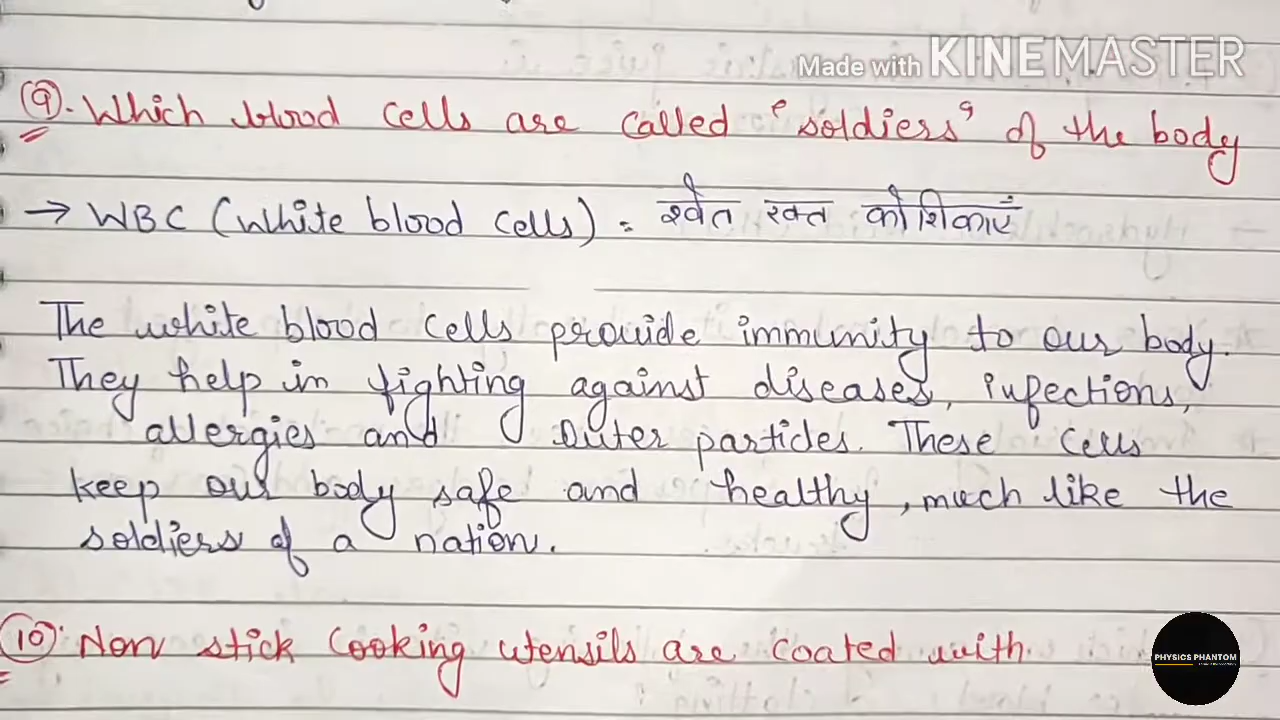 Made with KINEMASTER
(9). Which blood cells are called "soldiers" of the body
→ WBC (White blood cells) = श्वेत रक्त कोशिकाएं
The white blood cells provide immunity to our body.
They help in fighting against diseases, infections,
allergies and outer particles. These cells
keep our body safe and healthy, much like the
soldiers of a nation.
(10). Non stick cooking utensils are coated with
PHYSICS PHANTOM